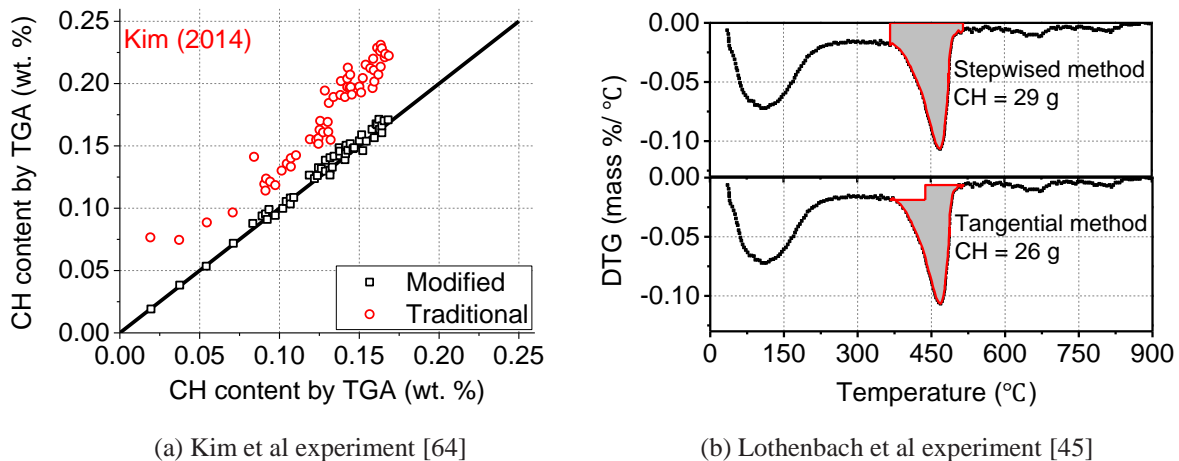 Kim (2014)
CH content by TGA (wt. %)
0.25
0.20
0.15
0.10
0.05
0.00
Modified
Traditional
0.00 0.05 0.10 0.15 0.20 0.25
CH content by TGA (wt. %)
(a) Kim et al experiment [64]
DTG (mass %/ °C)
0.00
-0.05
-0.10
Stepwised method
CH = 29 g
0.00
-0.05
-0.10
Tangential method
CH = 26 g
0 150 300 450 600 750 900
Temperature (℃)
(b) Lothenbach et al experiment [45]